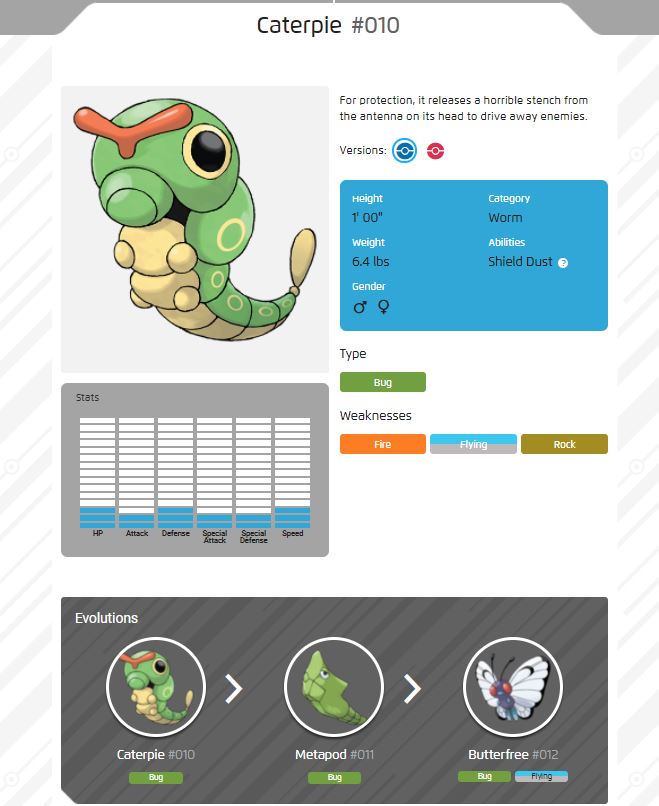 Caterpie #010
For protection, it releases a horrible stench from
the antenna on its head to drive away enemies.
Versions:
Height
1' 00"
Weight
6.4 lbs
Gender
♂ ♀
Category
Worm
Abilities
Shield Dust ?
Type
Bug
Weaknesses
Fire
Flying
Rock
Stats
HP
Attack
Defense
Special
Attack
Special
Defense
Speed
Evolutions
Caterpie #010
Bug
Metapod #011
Bug
Butterfree #012
Bug
Flying